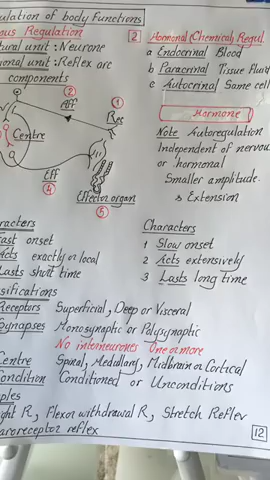 ulation of body Functions
ous Regulation
tural unit: Neurone
ional unit: Reflex arc
components
②
Aff
①
Rec
Centre
Eff
④
Effector organ
⑤
racters
Fast onset
Acts exactly or local
Lasts short time
2 Hormonal (Chemical) Regul.
a Endocrinal Blood
b Paracrinal Tissue Fluid
c Autocrinal Same cell
Hormone
Note Autoregulation
Independent of nervou
or hormonal
Smaller amplitude
& Extension
Characters
1 Slow onset
2 Acts extensively
3 Lasts long time
ssifications
Receptors Superficial, Deep or Visceral
Synapses Monosynaptic or Polysynaptic
No interneurones One or more
Centre Spinal, Medullary, Midbrain or Cortical
Condition Conditioned or Unconditions
ples
ght R, Flexor withdrawal R, Stretch Reflex
aroreceptor reflex
12